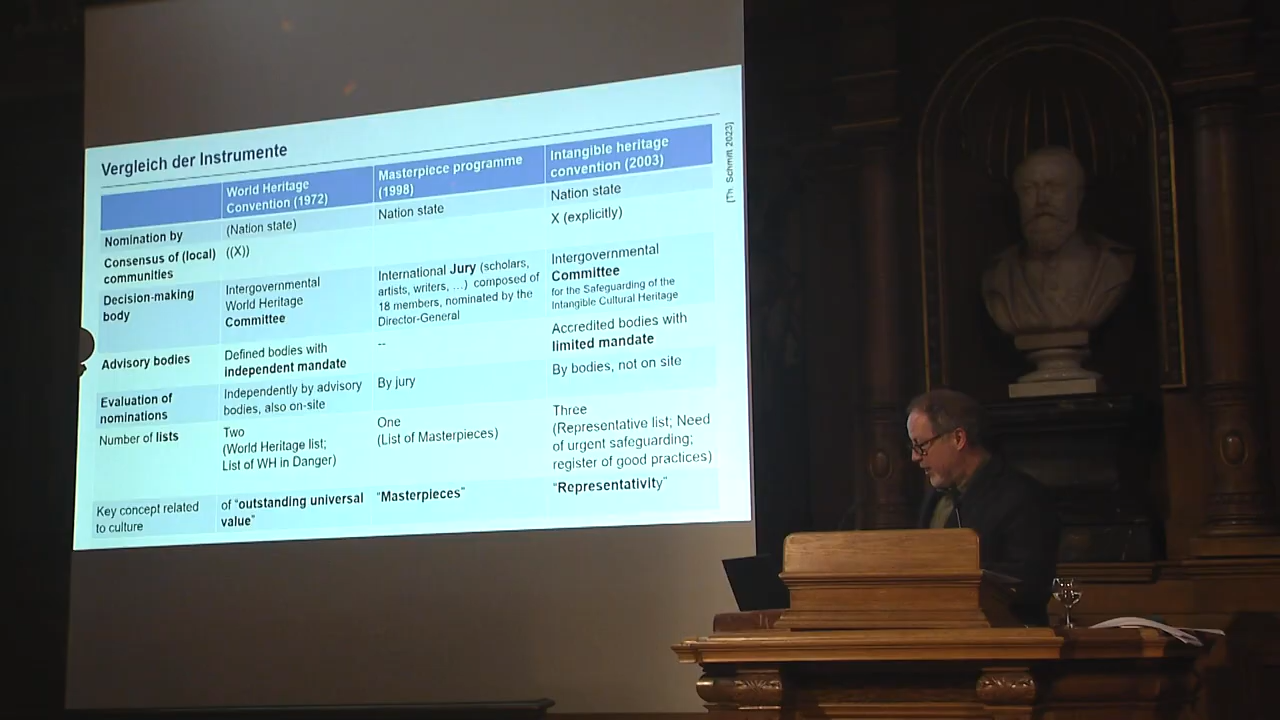 Vergleich der Instrumente
World Heritage
Convention (1972)
Masterpiece programme
(1998)
Intangible heritage
convention (2003)
Nomination by
(Nation state)
Nation state
Nation state
Consensus of (local)
communities
((X))
X (explicitly)
Decision-making
body
Intergovernmental
World Heritage
Committee
International Jury (scholars,
artists, writers, ...) composed of
18 members, nominated by the
Director-General
Intergovernmental
Committee
for the Safeguarding of the
Intangible Cultural Heritage
Advisory bodies
Defined bodies with
independent mandate
--
Accredited bodies with
limited mandate
Evaluation of
nominations
Independently by advisory
bodies, also on-site
By jury
By bodies, not on site
Number of lists
Two
(World Heritage list;
List of WH in Danger)
One
(List of Masterpieces)
Three
(Representative list; Need
of urgent safeguarding;
register of good practices)
Key concept related
to culture
of “outstanding universal
value”
“Masterpieces”
“Representativity”
(Th. Schmitt 2023)